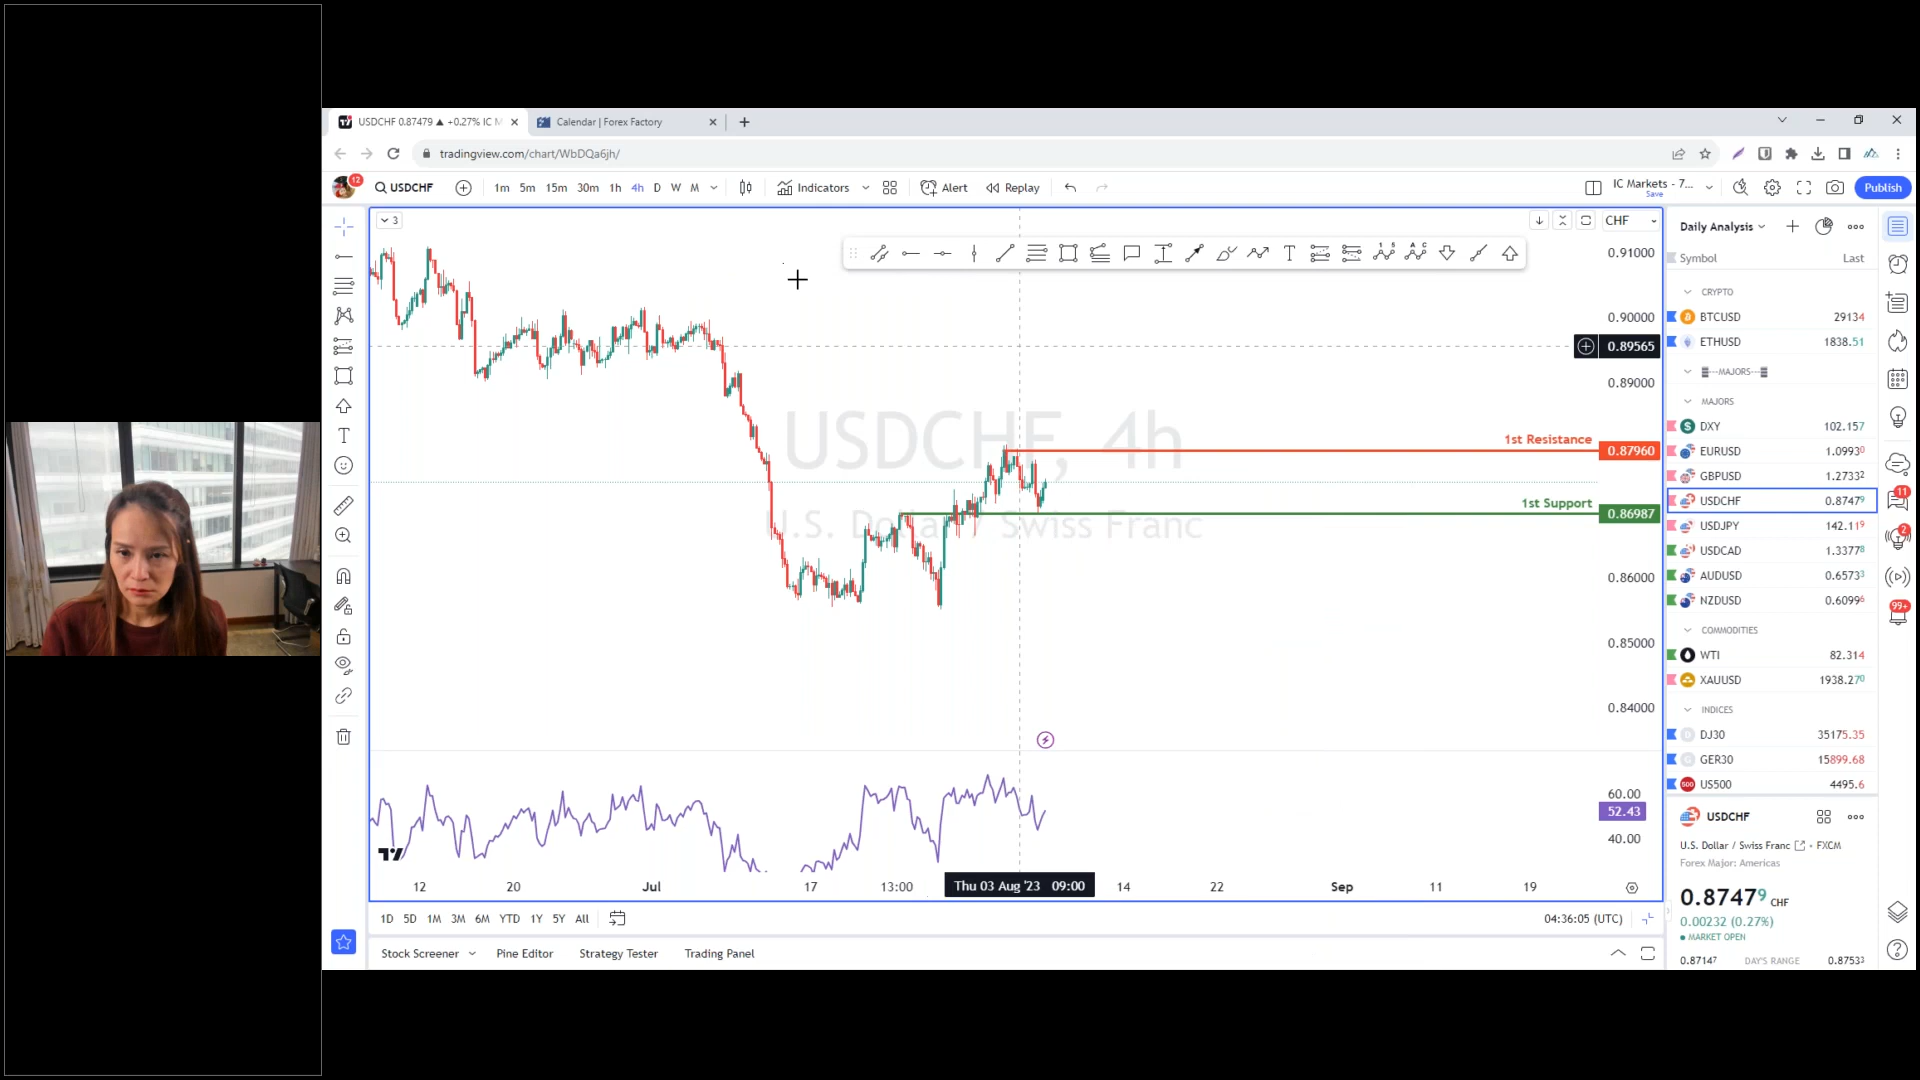 USDCHF 0.87479 ▲ +0.27% IC M
Calendar | Forex Factory
tradingview.com/chart/WbDQa6jh/
12
USDCHF
1m 5m 15m 30m 1h 4h D W M
Indicators
Alert
Replay
IC Markets - 7...
Save
Publish
3
CHF
USDCHF, 4h
U.S. Dollar / Swiss Franc
1st Resistance
1st Support
0.91000
0.90000
0.89565
0.89000
0.87960
0.86987
0.86000
0.85000
0.84000
60.00
52.43
40.00
12 20 Jul 17 13:00 Thu 03 Aug '23 09:00 14 22 Sep 11 19
1D 5D 1M 3M 6M YTD 1Y 5Y All
04:36:05 (UTC)
Stock Screener
Pine Editor
Strategy Tester
Trading Panel
Daily Analysis
Symbol Last
CRYPTO
BTCUSD 29134
ETHUSD 1838.51
---MAJORS---
MAJORS
DXY 102.157
EURUSD 1.09930
GBPUSD 1.27332
USDCHF 0.87479
USDJPY 142.119
USDCAD 1.33778
AUDUSD 0.65733
NZDUSD 0.60996
COMMODITIES
WTI 82.314
XAUUSD 1938.270
INDICES
DJ30 35175.35
GER30 15899.68
US500 4495.6
USDCHF
U.S. Dollar / Swiss Franc • FXCM
Forex Major: Americas
0.87479 CHF
0.00232 (0.27%)
MARKET OPEN
0.87147 DAY'S RANGE 0.87533
11
2
99+